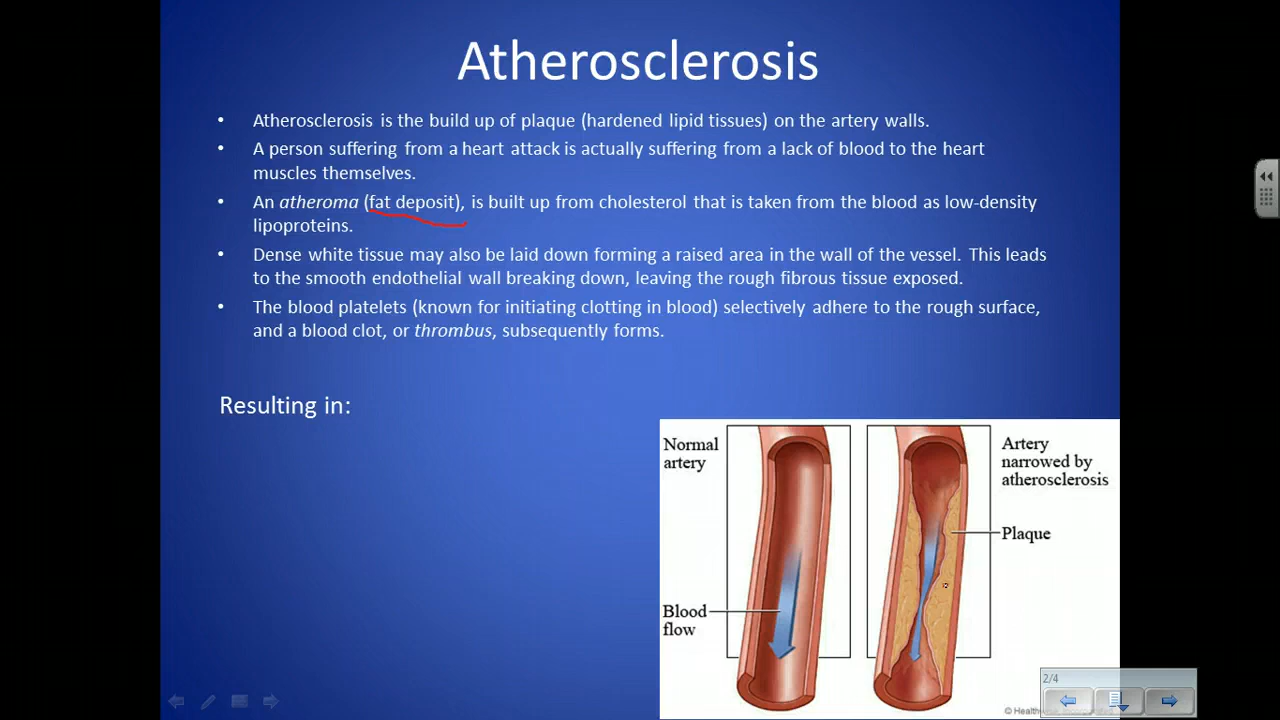 Atherosclerosis
• Atherosclerosis is the build up of plaque (hardened lipid tissues) on the artery walls.
• A person suffering from a heart attack is actually suffering from a lack of blood to the heart
muscles themselves.
• An atheroma (fat deposit), is built up from cholesterol that is taken from the blood as low-density
lipoproteins.
• Dense white tissue may also be laid down forming a raised area in the wall of the vessel. This leads
to the smooth endothelial wall breaking down, leaving the rough fibrous tissue exposed.
• The blood platelets (known for initiating clotting in blood) selectively adhere to the rough surface,
and a blood clot, or thrombus, subsequently forms.
Resulting in:
Normal
artery
Blood
flow
Artery
narrowed by
atherosclerosis
Plaque
2/4
©